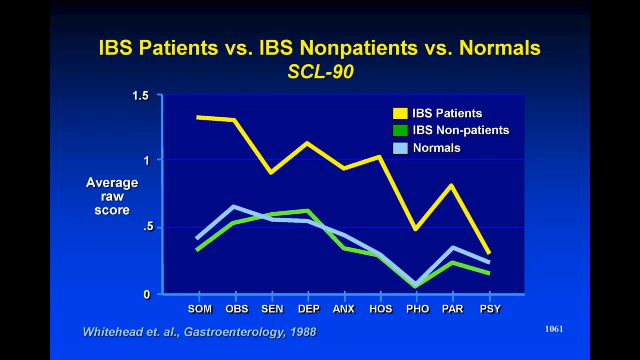 IBS Patients vs. IBS Nonpatients vs. Normals
SCL-90
1.5
1
.5
0
Average
raw
score
IBS Patients
IBS Non-patients
Normals
SOM OBS SEN DEP ANX HOS PHO PAR PSY
Whitehead et. al., Gastroenterology, 1988
1061